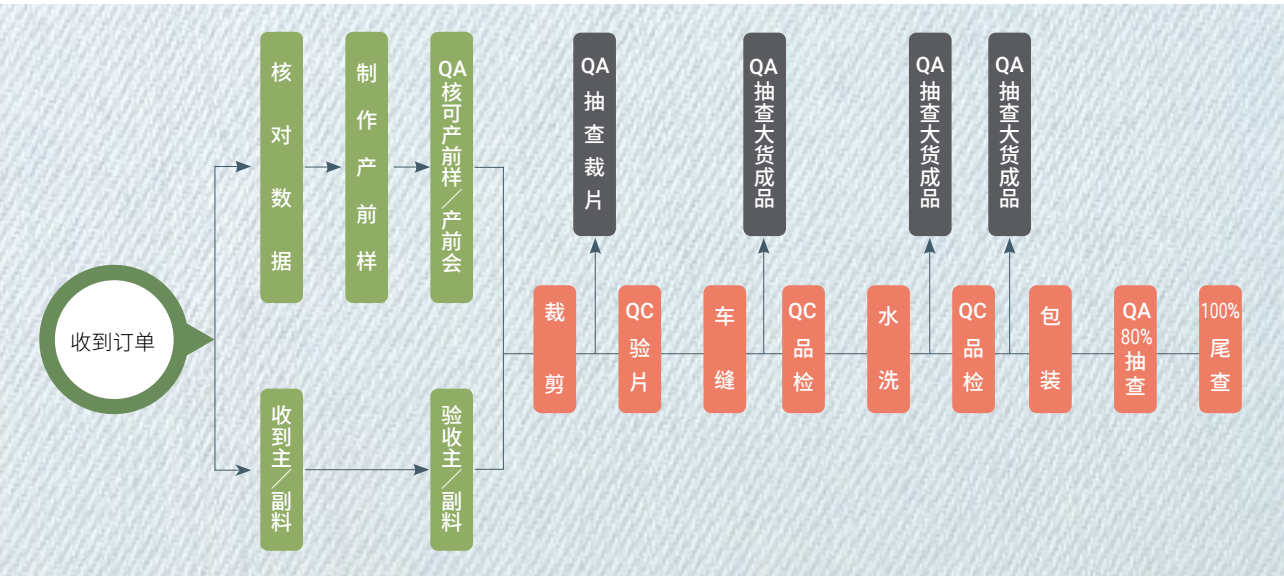 收到订单
核对数据
制作产前样
QA核可产前样／产前会
收到主／副料
验收主／副料
QA抽查裁片
QA抽查大货成品
QA抽查大货成品
QA抽查大货成品
裁剪
QC验片
车缝
QC品检
水洗
QC品检
包装
QA80%抽查
100%尾查